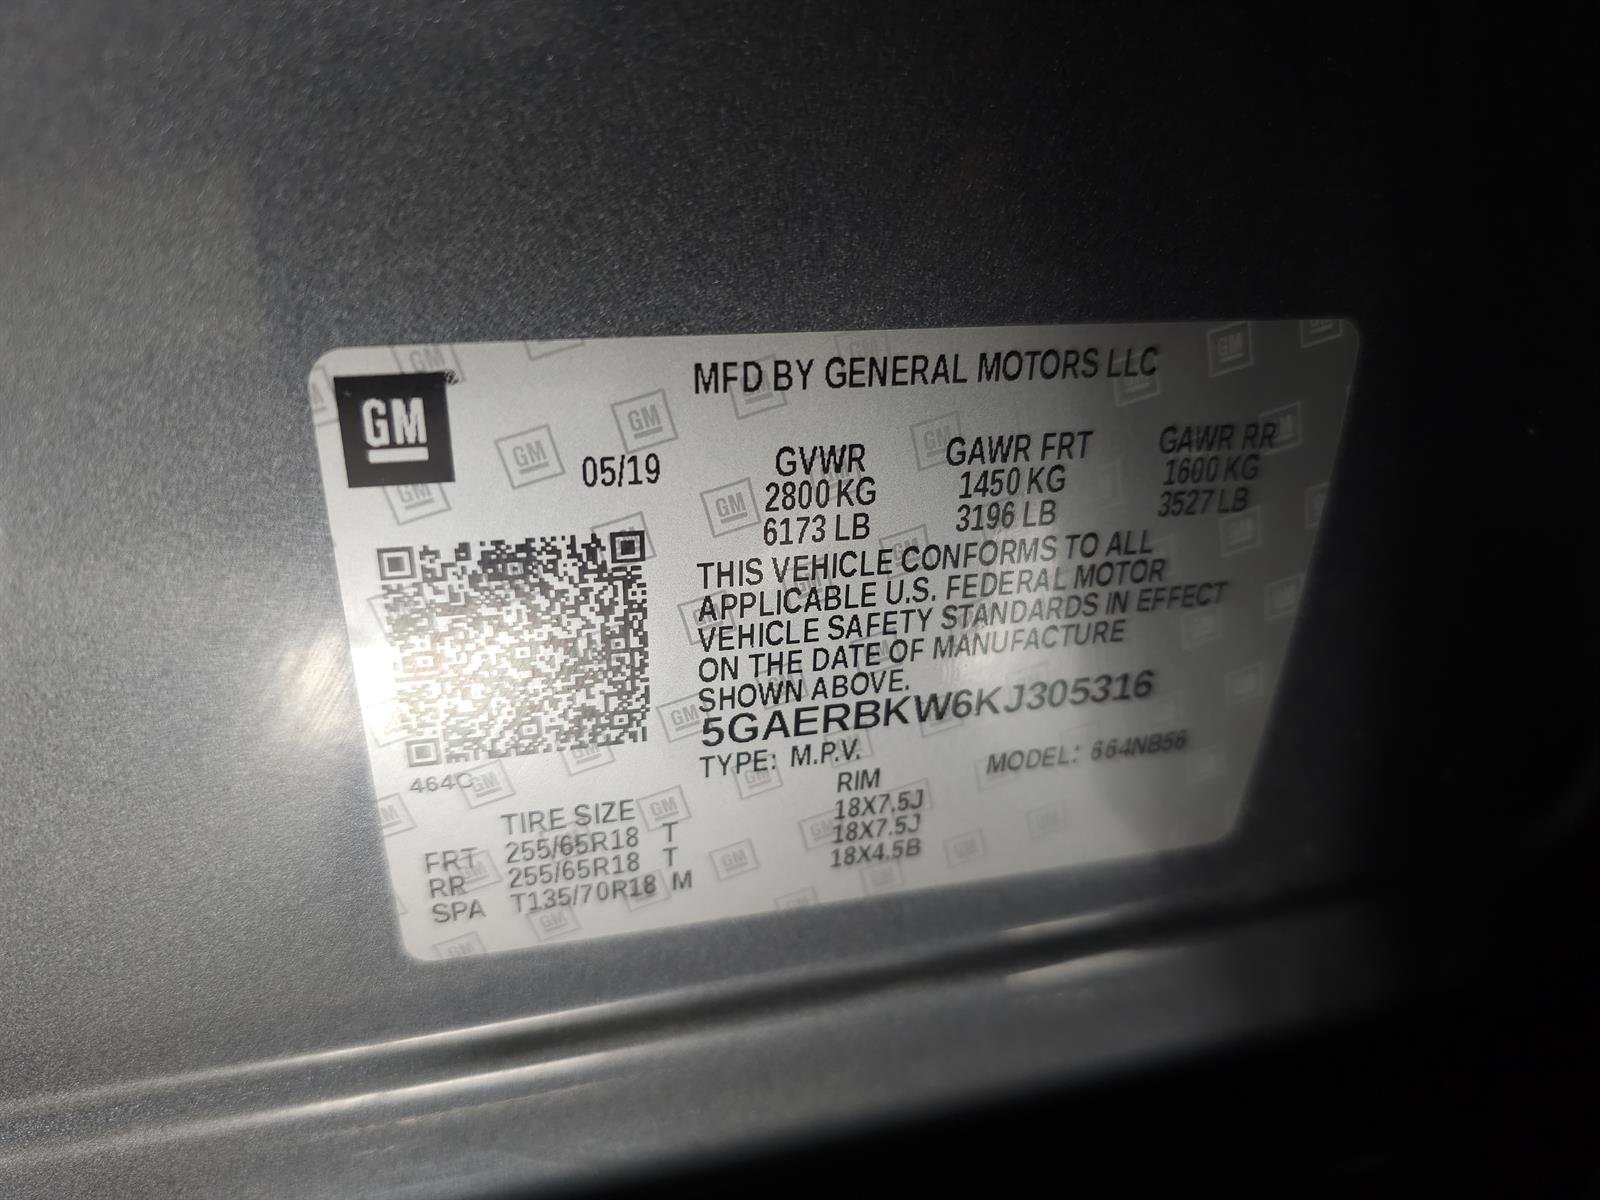 GM
MFD BY GENERAL MOTORS LLC
05/19
GVWR GAWR FRT GAWR RR
2800 KG 1450 KG 1600 KG
6173 LB 3196 LB 3527 LB
THIS VEHICLE CONFORMS TO ALL
APPLICABLE U.S. FEDERAL MOTOR
VEHICLE SAFETY STANDARDS IN EFFECT
ON THE DATE OF MANUFACTURE
SHOWN ABOVE.
5GAERBKW6KJ305316
TYPE: M.P.V. MODEL: 664NB56
464C
TIRE SIZE RIM
FRT 255/65R18 T 18X7.5J
RR 255/65R18 T 18X7.5J
SPA T135/70R18 M 18X4.5B